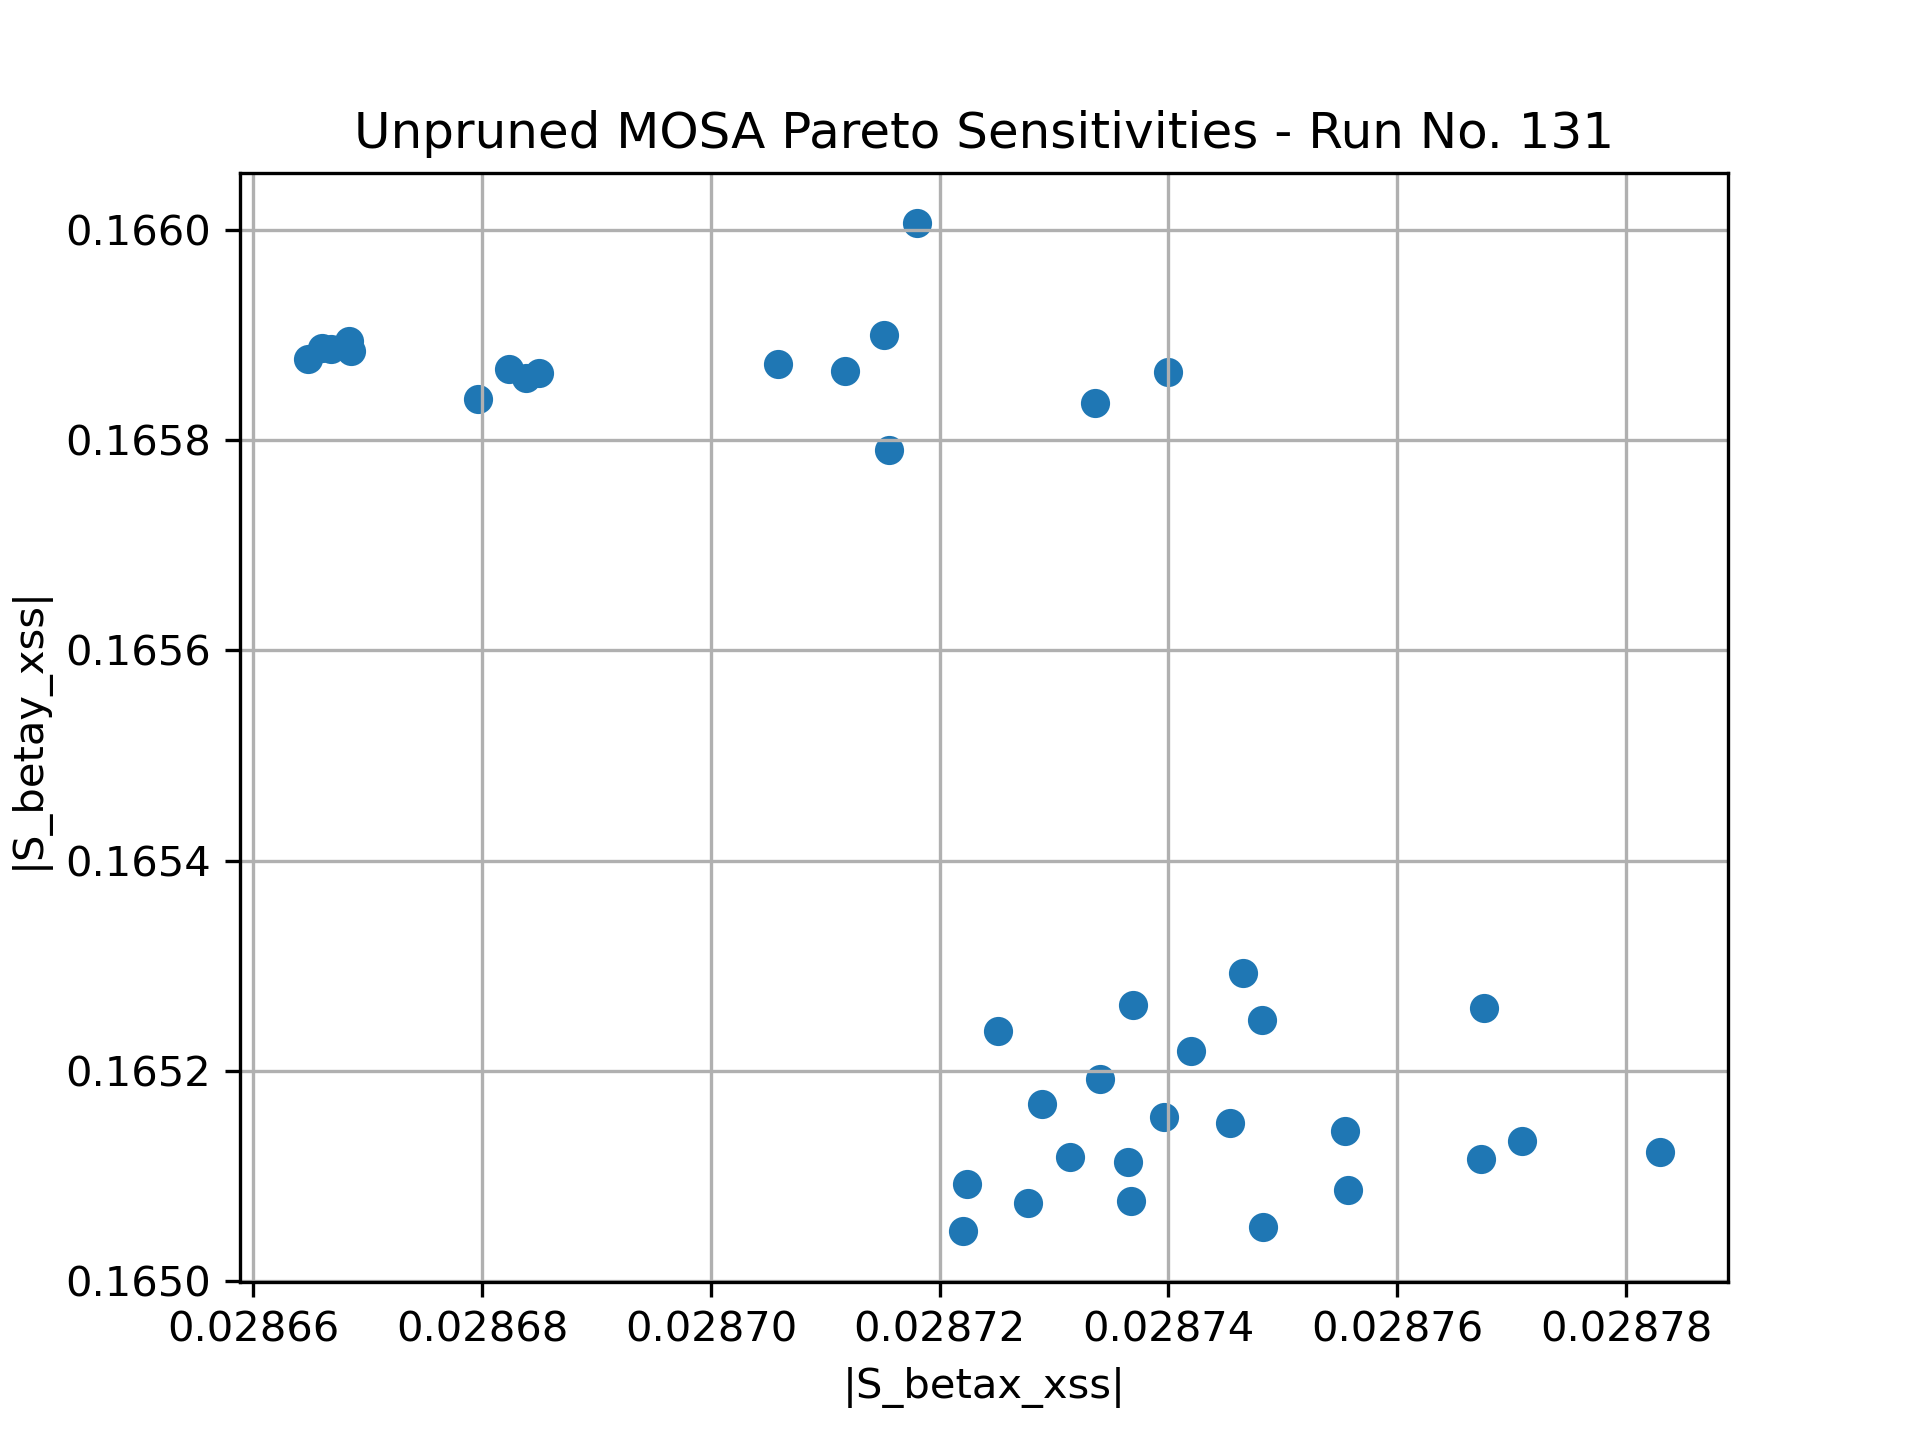 Unpruned MOSA Pareto Sensitivities - Run No. 131
|S_betay_xss|
0.1660
0.1658
0.1656
0.1654
0.1652
0.1650
0.02866 0.02868 0.02870 0.02872 0.02874 0.02876 0.02878
|S_betax_xss|